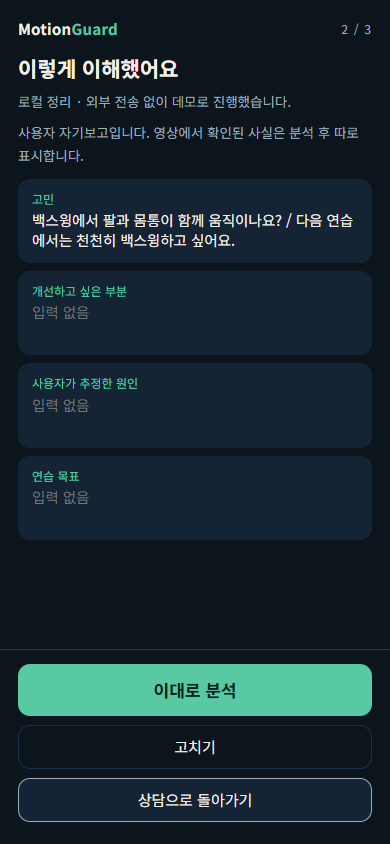 MotionGuard
2 / 3
이렇게 이해했어요
로컬 정리 · 외부 전송 없이 데모로 진행했습니다.
사용자 자기보고입니다. 영상에서 확인된 사실은 분석 후 따로
표시합니다.
고민
백스윙에서 팔과 몸통이 함께 움직이나요? / 다음 연습
에서는 천천히 백스윙하고 싶어요.
개선하고 싶은 부분
입력 없음
사용자가 추정한 원인
입력 없음
연습 목표
입력 없음
이대로 분석
고치기
상담으로 돌아가기